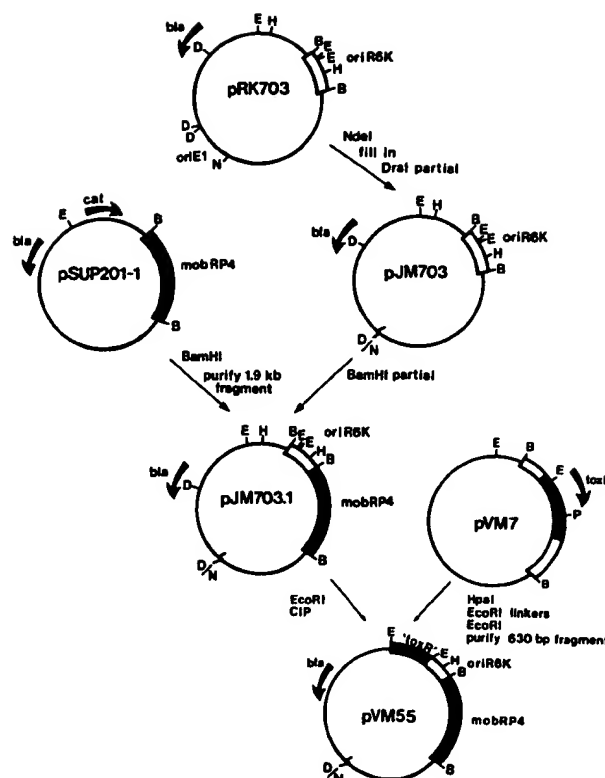 E H
bla
D
B
E
E
oriR6K
H
B
pRK703
D
D
oriE1
N
NdeI
fill in
DraI partial
cat
E
B
bla
pSUP201-1
mobRP4
B
E H
bla
D
B
E
E
oriR6K
H
B
pJM703
D/N
BamHI
purify 1.9 kb
fragment
BamHI partial
E H
B
E
E
oriR6K
H
B
bla
D
pJM703.1
mobRP4
B
D/N
E
B
E
tox
P
pVM7
B
EcoRI
CIP
HpaI
EcoRI linkers
EcoRI
purify 630 bp fragment
E
'toxR'
E
H
oriR6K
B
bla
pVM55
mobRP4
B
D/N